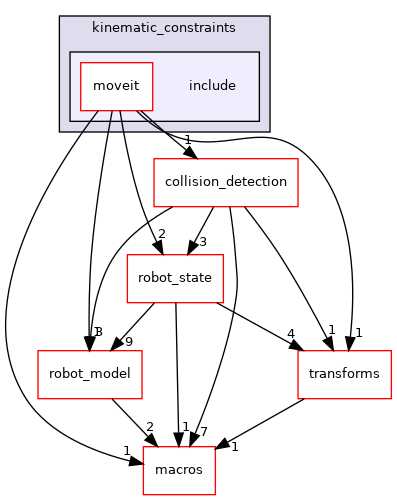 kinematic_constraints
moveit
include
1
collision_detection
2
3
robot_state
1
3
9
4
1
1
robot_model
transforms
2
1
7
1
1
macros